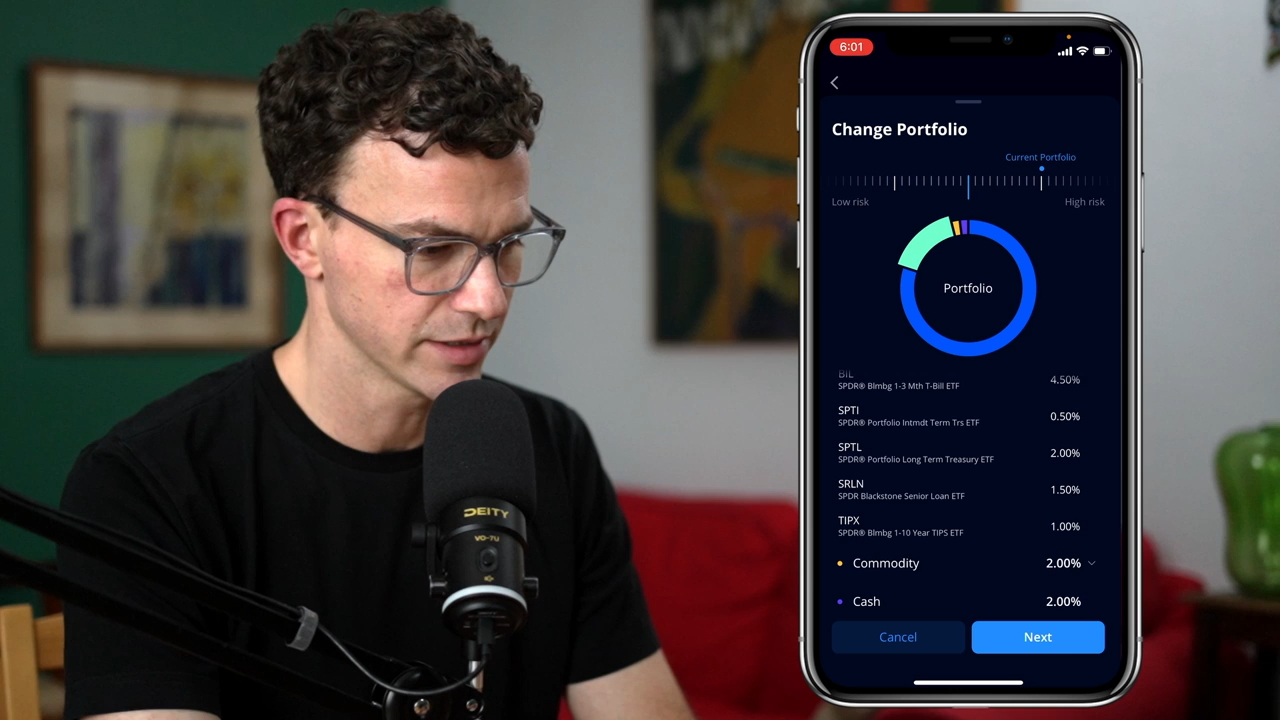 6:01
Change Portfolio
Current Portfolio
Low risk
High risk
Portfolio
BIL
SPDR® Blmbg 1-3 Mth T-Bill ETF
4.50%
SPTI
SPDR® Portfolio Intmdt Term Trs ETF
0.50%
SPTL
SPDR® Portfolio Long Term Treasury ETF
2.00%
SRLN
SPDR Blackstone Senior Loan ETF
1.50%
TIPX
SPDR® Blmbg 1-10 Year TIPS ETF
1.00%
Commodity
2.00%
Cash
2.00%
Cancel
Next
DEITY
VO-7U